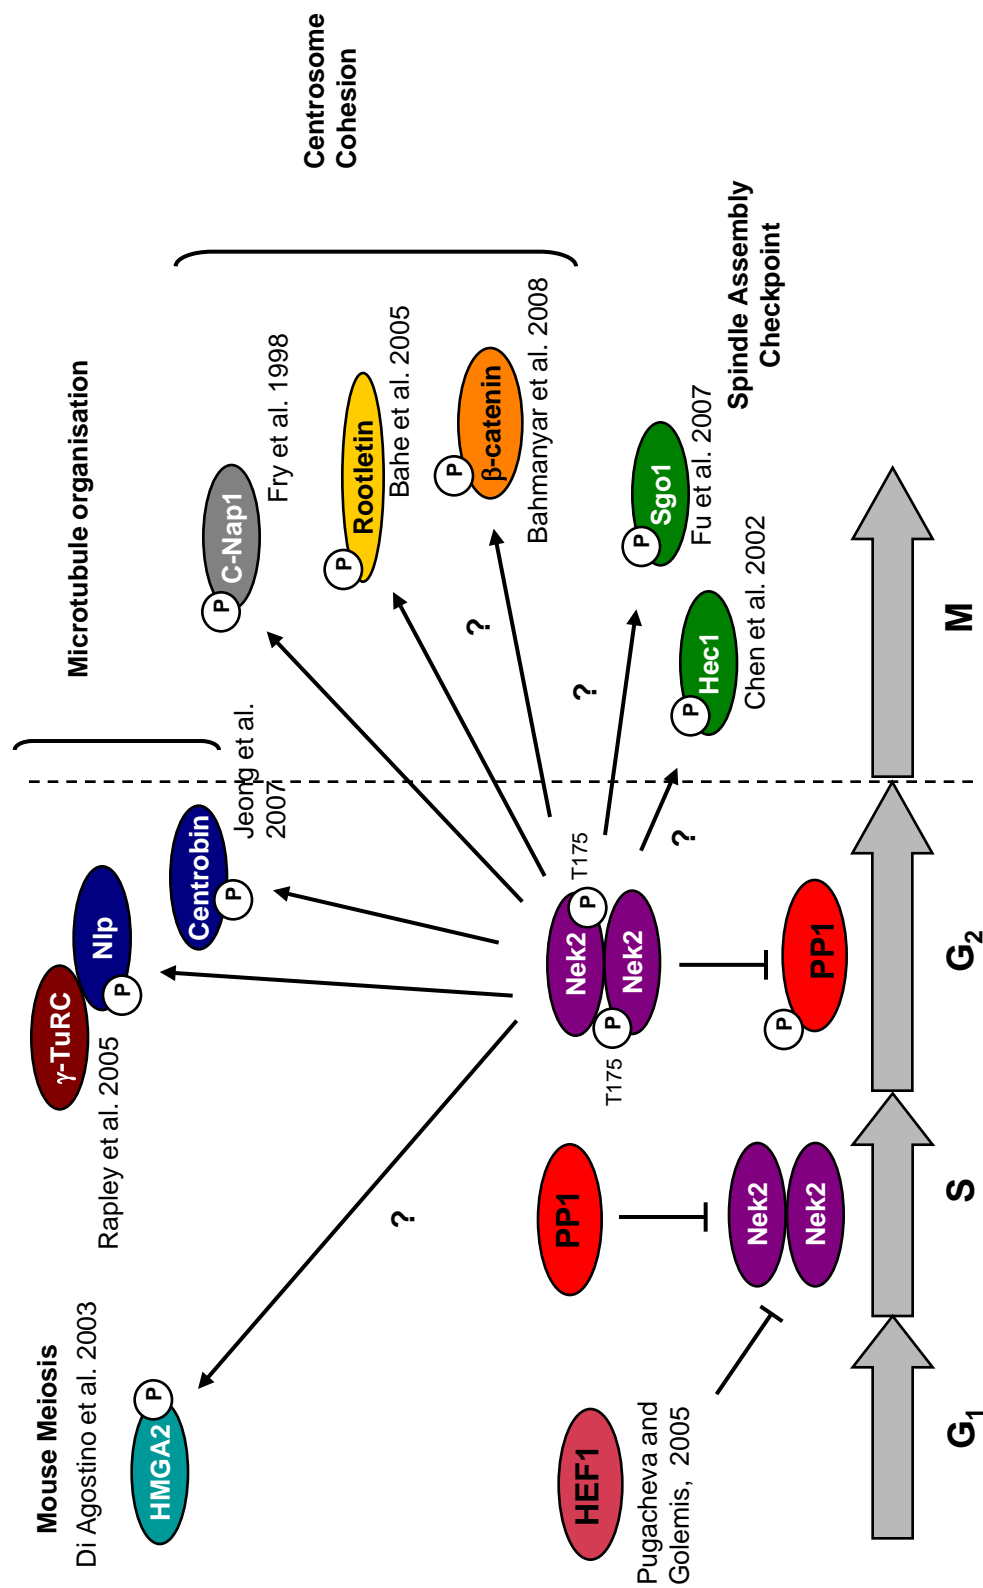 Mouse Meiosis
Di Agostino et al. 2003
HMGA2
P
γ-TuRC
Nlp
P
Rapley et al. 2005
Centrobin
P
Jeong et al.
2007
Microtubule organisation
C-Nap1
P
Fry et al. 1998
Rootletin
P
Bahe et al. 2005
β-catenin
P
Bahmanyar et al. 2008
Centrosome
Cohesion
?
?
?
?
Sgo1
P
Fu et al. 2007
Hec1
P
Chen et al. 2002
Spindle Assembly
Checkpoint
HEF1
Pugacheva and
Golemis, 2005
PP1
Nek2
Nek2
Nek2
P
T175
Nek2
P
T175
PP1
P
G1
S
G2
M